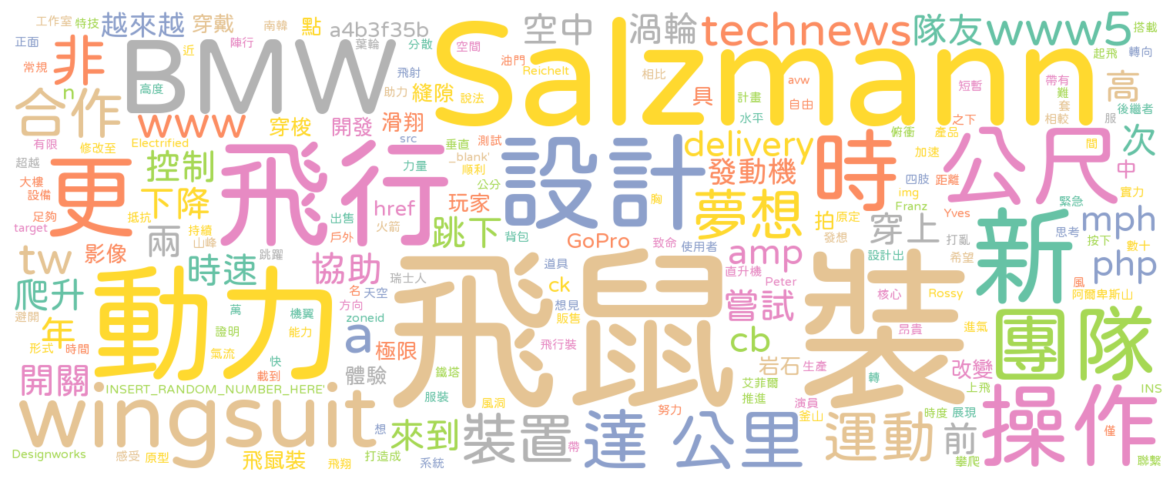 工作室 特技 越來越 穿戴 南韓 點 a4b3f35b 分散 空中 渦輪 technews 隊友 www5 搭載
正面 非 陣行 近 葉輪 空間 油門 起飛 轉向
常規 BMW Salzmann 飛射 Reichelt 相比 avw 短暫 帶有 高
n 高度 助力 縫隙 說法 具 計畫 自由 難 後繼者
合作 www 穿梭 開發 滑翔 水平 套 相較 服
有限 修改至 Electrified src 垂直 測試 delivery 之下 俯衝 產品 間 次
超越 更 控制 飛行 力量 _blank' 順利 設計 發動機 時 加速 公尺 中
大樓 設備 下降 公分 持續 胸 夢想 四肢 距離 實力
足夠 抵抗 href 玩家 img 原定 Franz Yves 緊急 mph
target 兩 出售 火箭 跳下 背包 GoPro 致命 使用者 拍 穿上 發想 打亂 新 思考 按下
tw 影像 山峰 戶外 跳躍 amp 設計出 希望 數十 php
爬升 時速 協助 瑞士人 道具 直升機 Peter 核心 Rossy 風 阿爾卑斯山
年 動力 萬 機翼 名 天空 方向 ck 想見 飛鼠裝 嘗試 昂貴 進氣 團隊
避開 形式 時間 證明 zoneid 能力 a 販售 cb 岩石 生產 改變
開關 氣流 快 極限 飛行裝 鐵塔 艾菲爾 轉 上飛
載到 INSERT_RANDOM_NUMBER_HERE' 體驗 服裝 風洞 推進 演員 釜山 INS
wingsuit 想 來到 裝置 努力 達 公里 運動 時度 展現 前 操作 僅
Designworks 感受 原型 飛鼠裝 飛翔 打造成 系統 帶 攀爬 聯繫